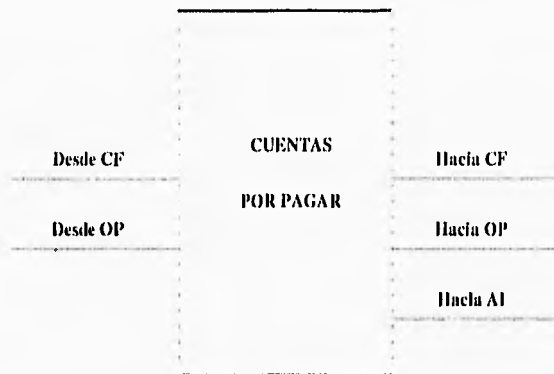 CUENTAS
Desde CF
Hacia CF
POR PAGAR
Desde OP
Hacia OP
Hacia AI